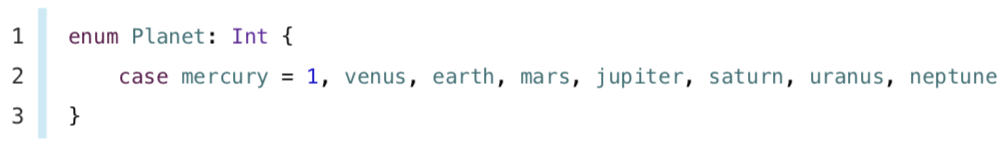 1 enum Planet: Int {
2     case mercury = 1, venus, earth, mars, jupiter, saturn, uranus, neptune
3 }